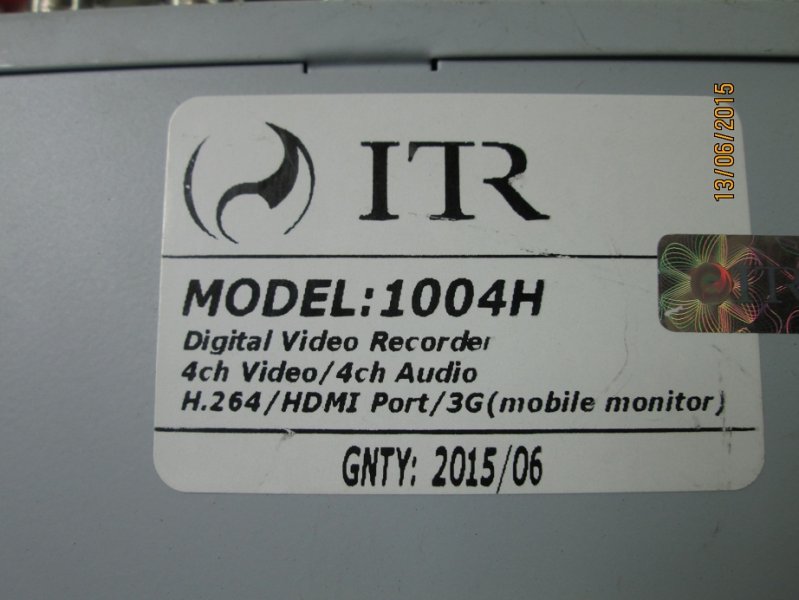 ITR
MODEL:1004H
Digital Video Recorder
4ch Video/4ch Audio
H.264/HDMI Port/3G(mobile monitor)
GNTY: 2015/06
ITR
13/06/2015